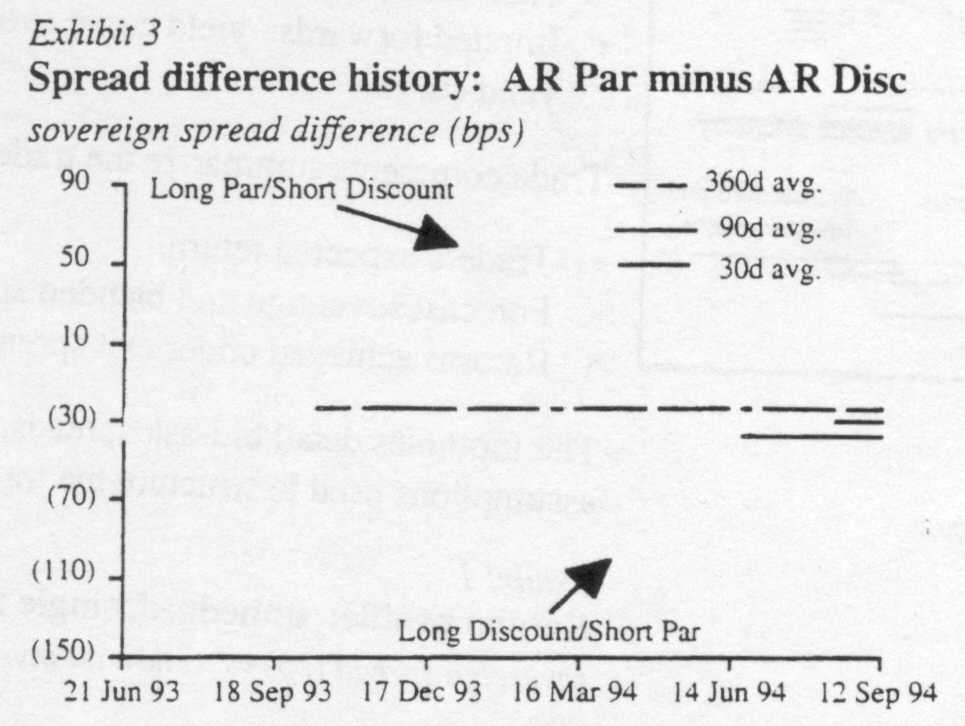 Exhibit 3
Spread difference history: AR Par minus AR Disc
sovereign spread difference (bps)
90
Long Par/Short Discount
360d avg.
90d avg.
50
30d avg.
10
(30)
(70)
(110)
Long Discount/Short Par
(150)
21 Jun 93 18 Sep 93 17 Dec 93 16 Mar 94 14 Jun 94 12 Sep 94